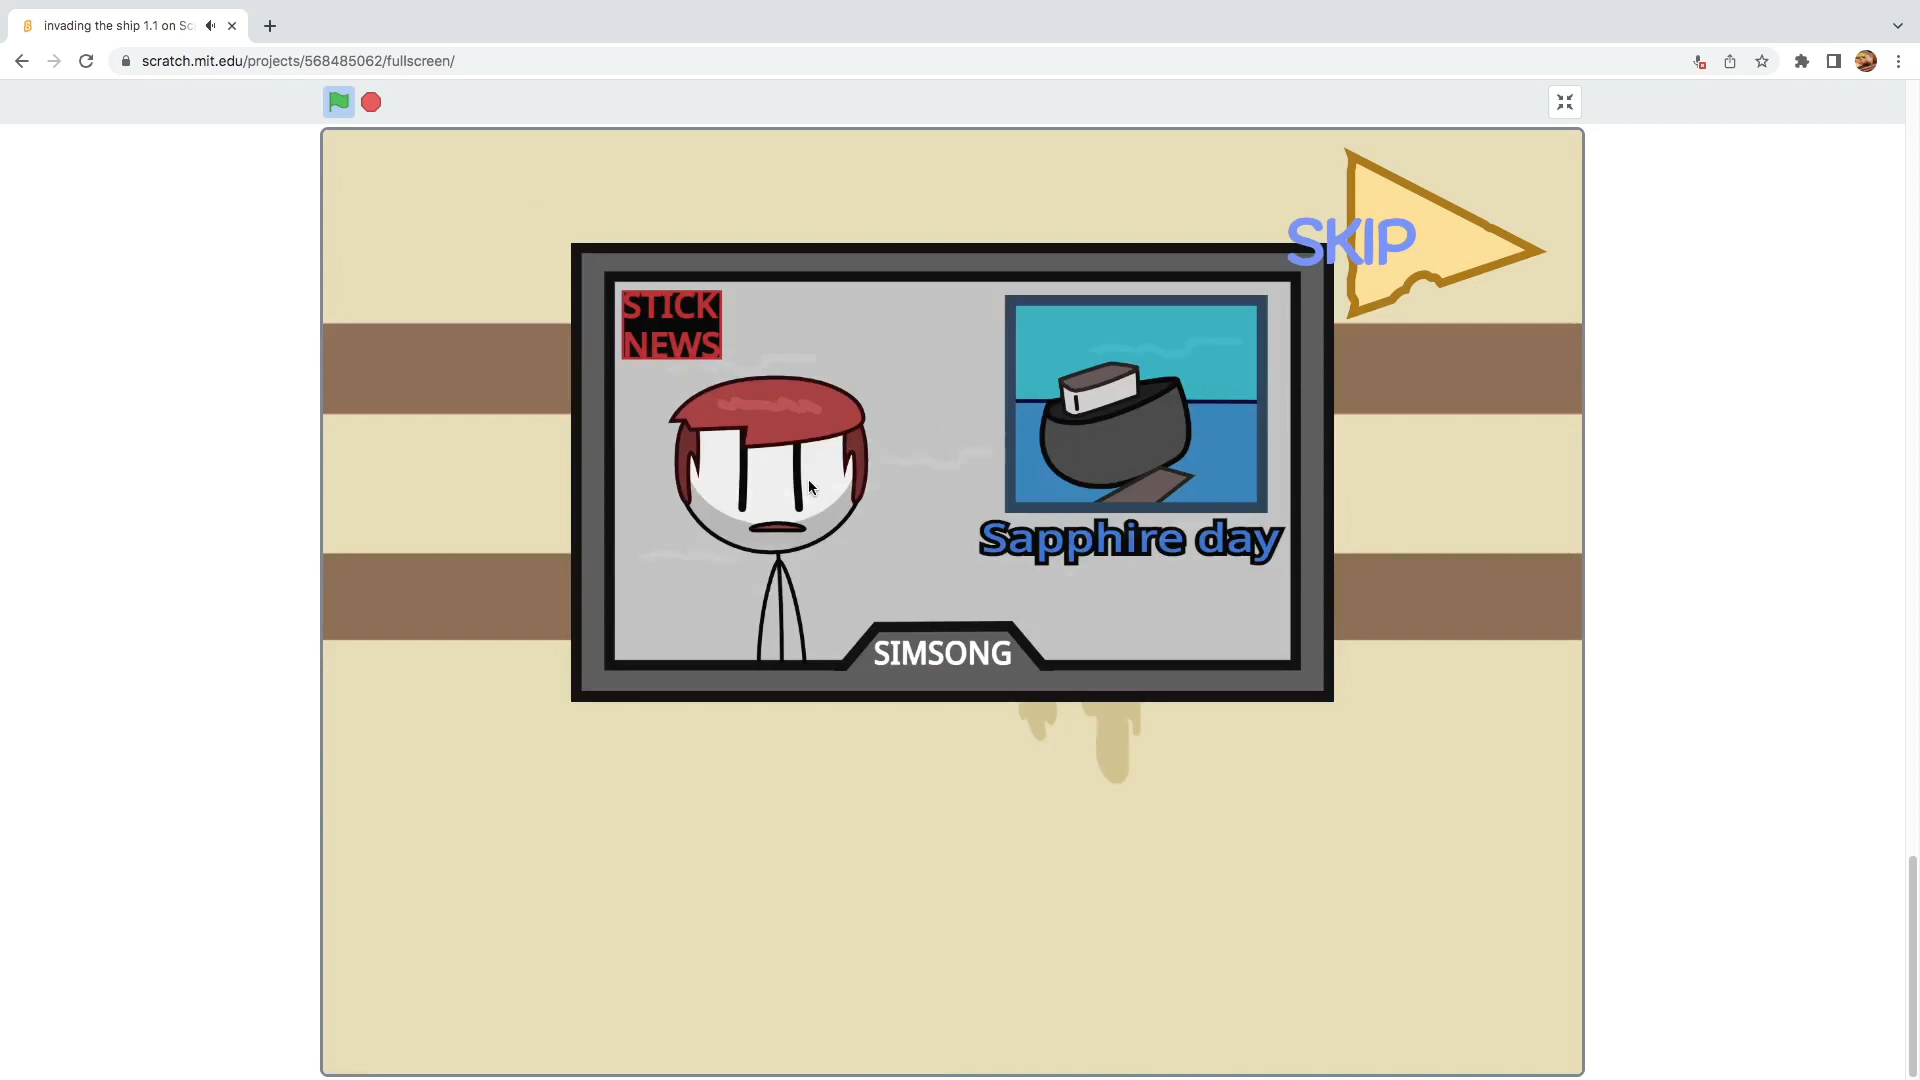 invading the ship 1.1 on Sc
scratch.mit.edu/projects/568485062/fullscreen/
SKIP
STICK
NEWS
Sapphire day
SIMSONG